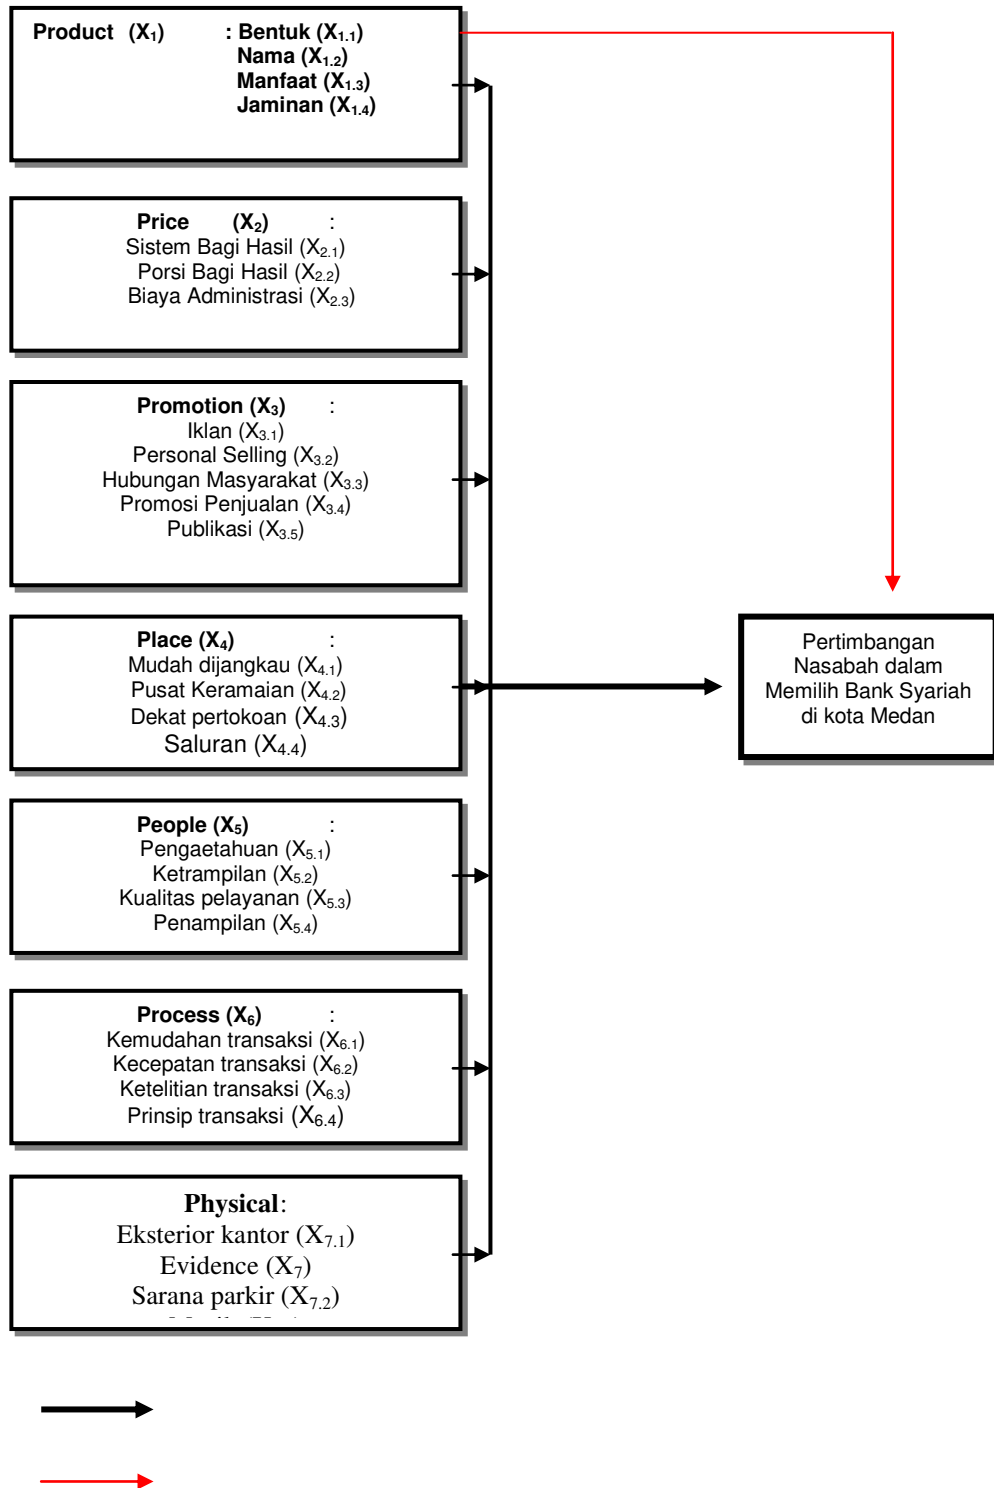 Product (X1) : Bentuk (X1.1)
Nama (X1.2)
Manfaat (X1.3)
Jaminan (X1.4)
Price (X2) :
Sistem Bagi Hasil (X2.1)
Porsi Bagi Hasil (X2.2)
Biaya Administrasi (X2.3)
Promotion (X3) :
Iklan (X3.1)
Personal Selling (X3.2)
Hubungan Masyarakat (X3.3)
Promosi Penjualan (X3.4)
Publikasi (X3.5)
Place (X4) :
Mudah dijangkau (X4.1)
Pusat Keramaian (X4.2)
Dekat pertokoan (X4.3)
Saluran (X4.4)
Pertimbangan
Nasabah dalam
Memilih Bank Syariah
di kota Medan
People (X5) :
Pengaetahuan (X5.1)
Ketrampilan (X5.2)
Kualitas pelayanan (X5.3)
Penampilan (X5.4)
Process (X6) :
Kemudahan transaksi (X6.1)
Kecepatan transaksi (X6.2)
Ketelitian transaksi (X6.3)
Prinsip transaksi (X6.4)
Physical:
Eksterior kantor (X7.1)
Evidence (X7)
Sarana parkir (X7.2)